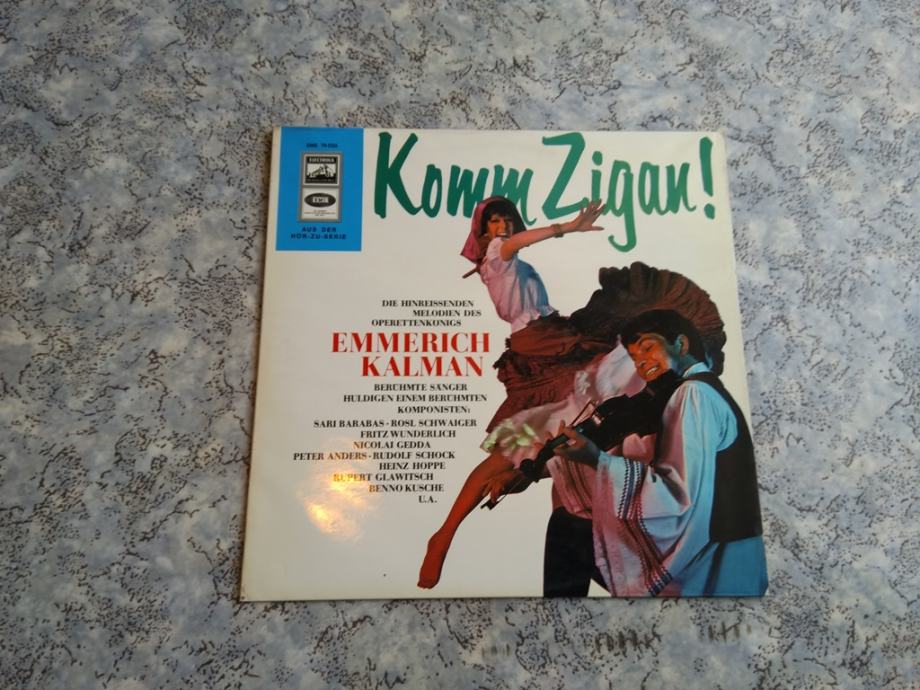 Komm Zigan!
ELECTROLA
EMI
AUS DER
HÖR-ZU-SERIE
DIE HINREISSENDEN
MELODIEN DES
OPERETTENKÖNIGS
EMMERICH
KALMAN
BERÜHMTE SÄNGER
HULDIGEN EINEM BERÜHMTEN
KOMPONISTEN:
SARI BARABAS · ROSL SCHWAIGER
FRITZ WUNDERLICH
NICOLAI GEDDA
PETER ANDERS · RUDOLF SCHOCK
HEINZ HOPPE
RUPERT GLAWITSCH
BENNO KUSCHE
U.A.